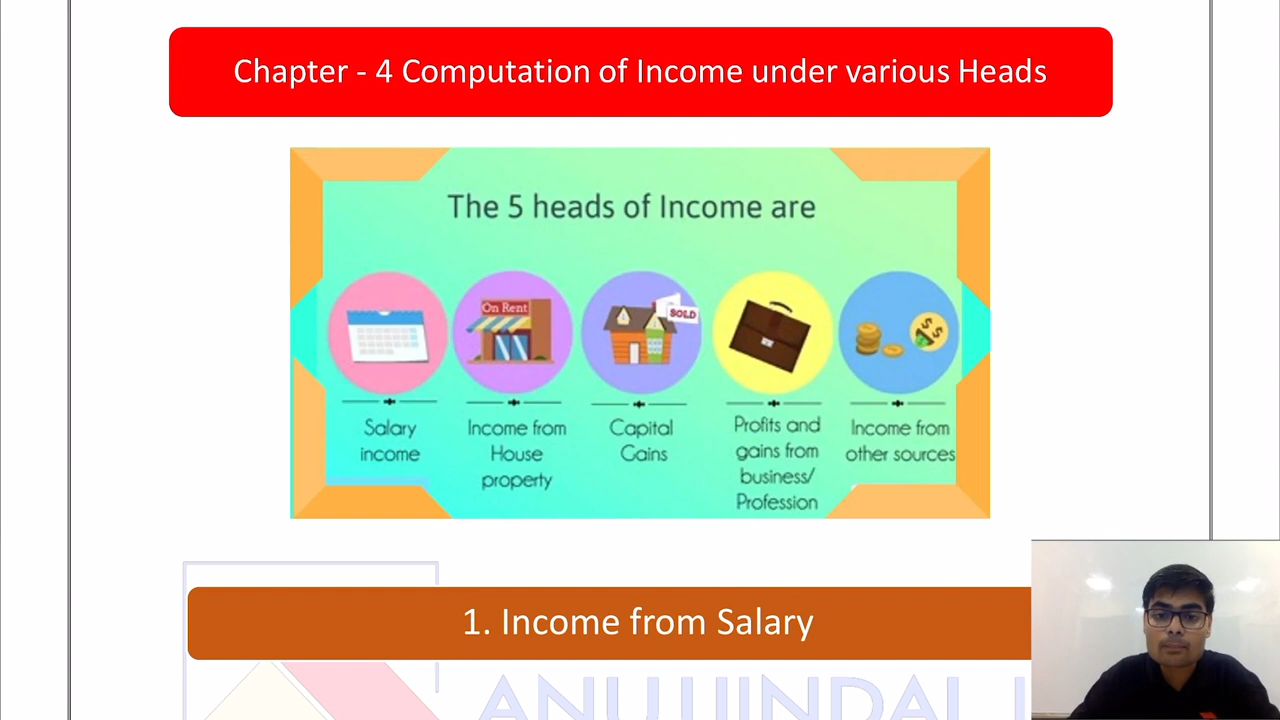 Chapter - 4 Computation of Income under various Heads
The 5 heads of Income are
On Rent
SOLD
Salary
income
Income from
House
property
Capital
Gains
Profits and
gains from
business/
Profession
Income from
other sources
1. Income from Salary